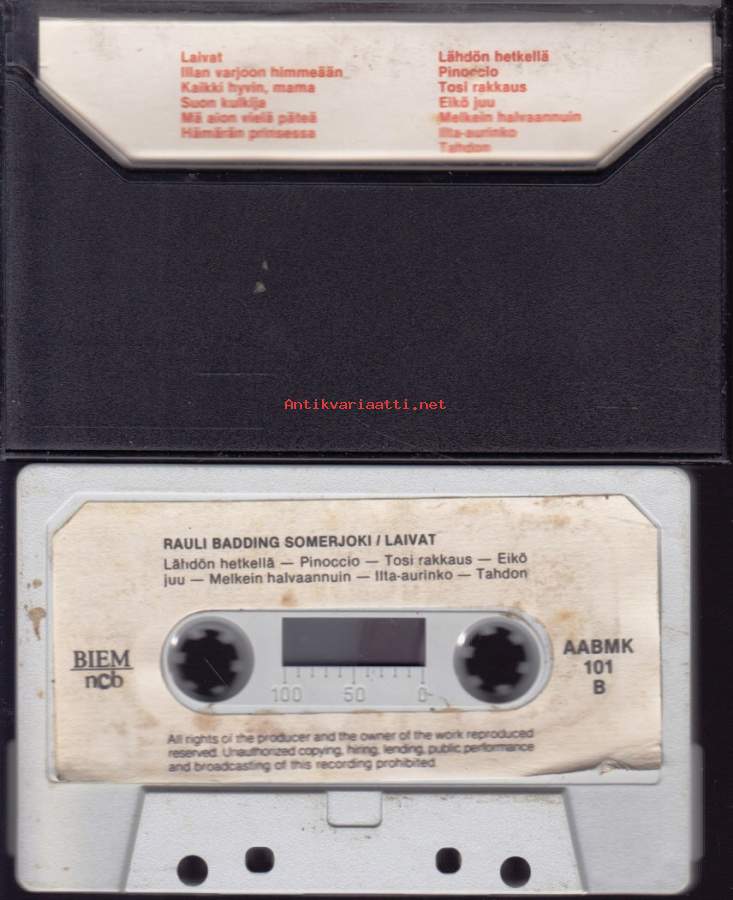 Laivat
Illan varjoon himmeään
Kaikki hyvin, mama
Suon kulkija
Mä aion vielä päteä
Hämärän prinsessa
Lähdön hetkellä
Pinoccio
Tosi rakkaus
Eikö juu
Melkein halvaannuin
Ilta-aurinko
Tahdon
Antikvariaatti.net
RAULI BADDING SOMERJOKI / LAIVAT
Lähdön hetkellä — Pinoccio — Tosi rakkaus — Eikö
juu — Melkein halvaannuin — Ilta-aurinko — Tahdon
BIEM
ncb
AABMK
101
B
100 50 0
All rights of the producer and the owner of the work reproduced
reserved. Unauthorized copying, hiring, lending, public performance
and broadcasting of this recording prohibited.